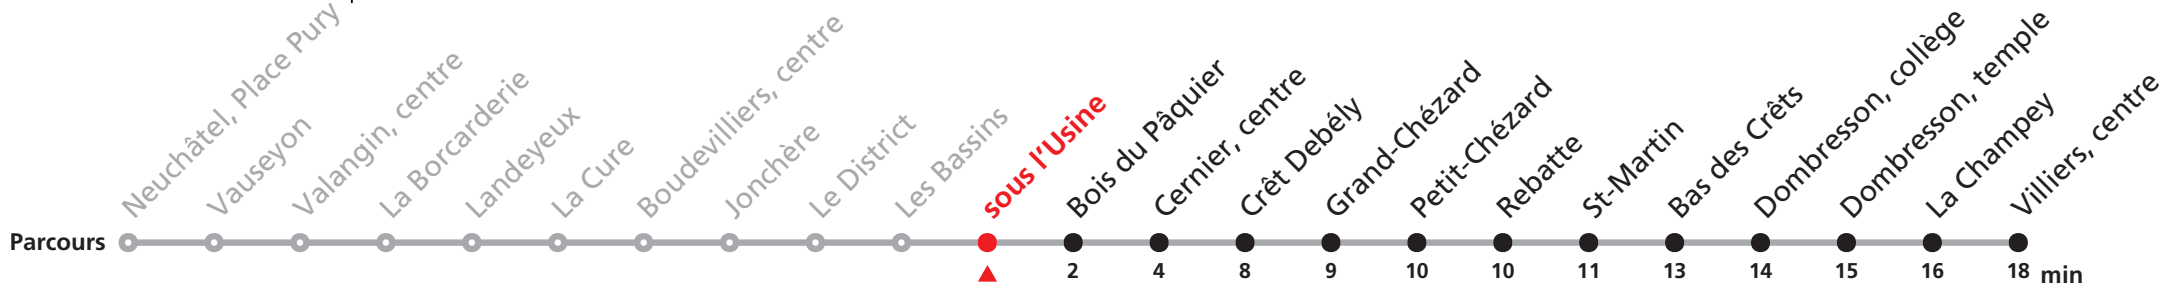 Neuchâtel, Place Pury
Vauseyon
Valangin, centre
La Borcarderie
Landeyeux
La Cure
Boudevilliers, centre
Jonchère
Le District
Les Bassins
sous l'Usine
Bois du Pâquier
Cernier, centre
Crêt Debély
Grand-Chézard
Petit-Chézard
Rebatte
St-Martin
Bas des Crêts
Dombresson, collège
Dombresson, temple
La Champey
Villiers, centre
Parcours
2 4 8 9 10 10 11 13 14 15 16 18 min